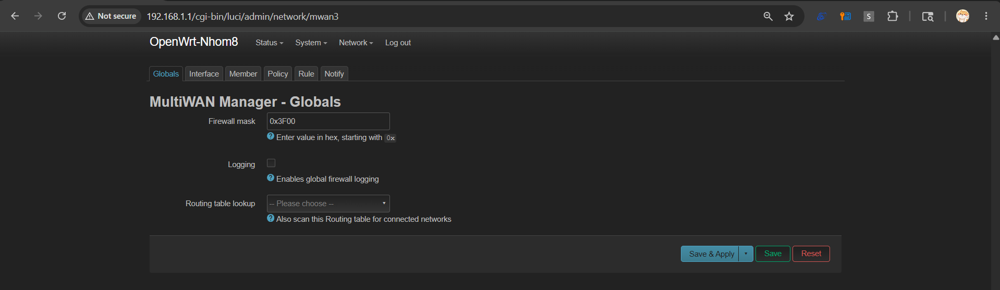 Not secure 192.168.1.1/cgi-bin/luci/admin/network/mwan3 S
OpenWrt-Nhom8 Status System Network Log out
Globals Interface Member Policy Rule Notify
MultiWAN Manager - Globals
Firewall mask 0x3F00
? Enter value in hex, starting with 0x
Logging
? Enables global firewall logging
Routing table lookup -- Please choose --
? Also scan this Routing table for connected networks
Save & Apply Save Reset